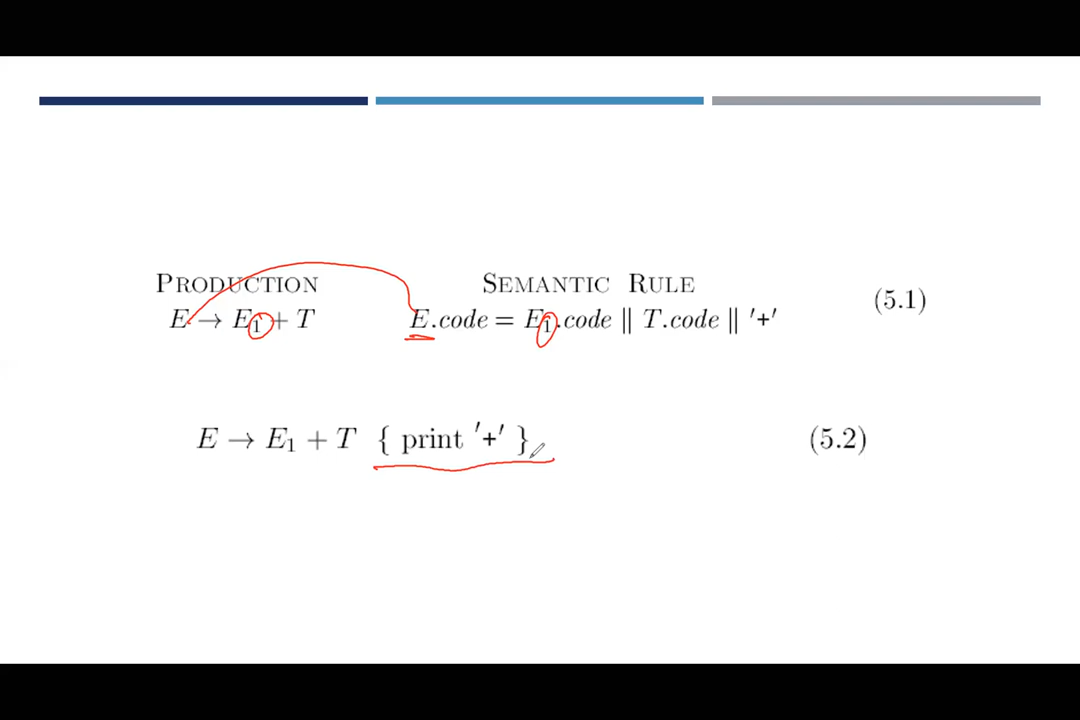 PRODUCTION SEMANTIC RULE
E → E₁ + T E.code = E₁.code || T.code || '+' (5.1)
E → E₁ + T { print '+' } (5.2)